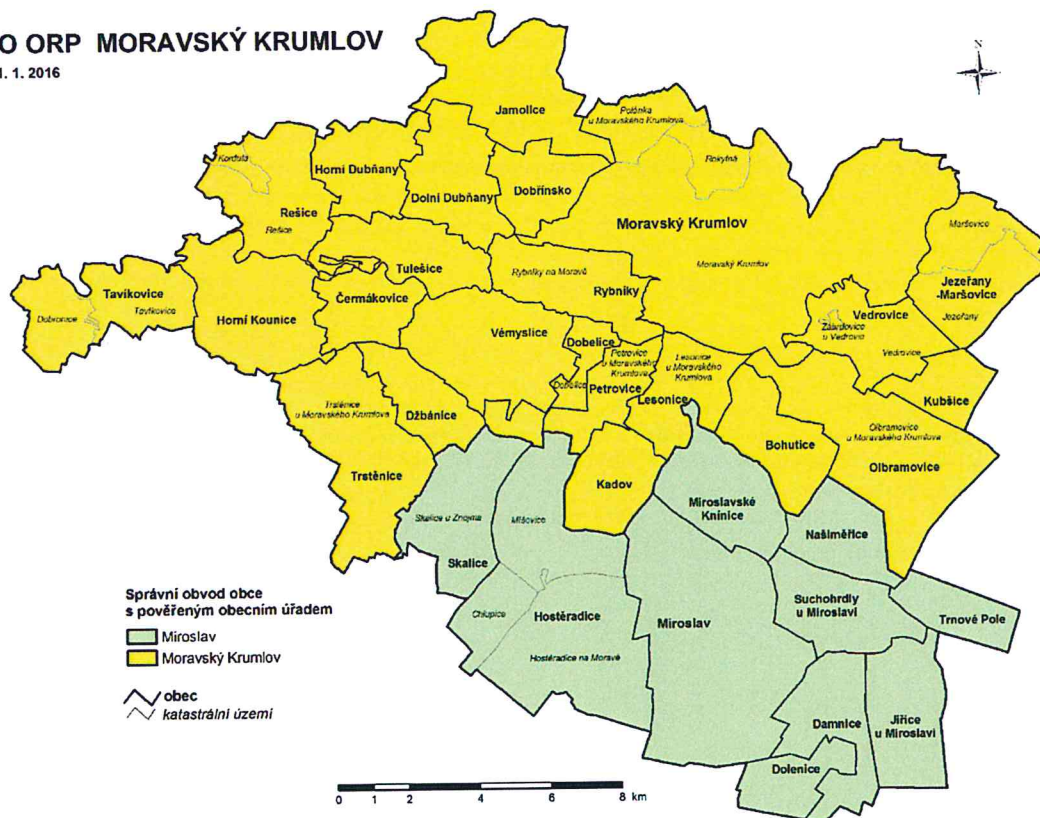 O ORP MORAVSKÝ KRUMLOV
1. 1. 2016
N
Jamolice
Polánka
u Moravského Krumlova
Rokytná
Kordula
Horní Dubňany
Dolní Dubňany
Dobřínsko
Rešice
Rešice
Moravský Krumlov
Moravský Krumlov
Maršovice
Jezeřany
-Maršovice
Jezeřany
Tulešice
Rybníky na Moravě
Rybníky
Tavíkovice
Tavíkovice
Dobronice
Horní Kounice
Čermákovice
Vémyslice
Dobelice
Dobelice
Petrovice
u Moravského
Krumlova
Petrovice
Lesonice
u Moravského
Krumlova
Lesonice
Vedrovice
Zábrdovice
u Vedrovic
Vedrovice
Kubšice
Trstěnice
u Moravského Krumlova
Džbánice
Trstěnice
Kadov
Bohutice
Olbramovice
u Moravského Krumlova
Olbramovice
Miroslavské
Knínice
Našiměřice
Skalice u Znojma
Skalice
Míšovice
Chlupice
Hostěradice
Hostěradice na Moravě
Miroslav
Suchohrdly
u Miroslavi
Trnové Pole
Damnice
Jiřice
u Miroslavi
Dolenice
Správní obvod obce
s pověřeným obecním úřadem
Miroslav
Moravský Krumlov
obec
katastrální území
0 1 2 4 6 8 km